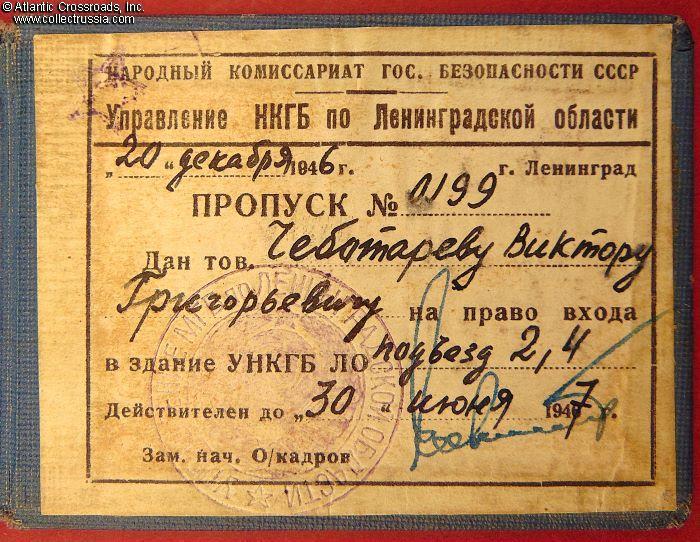 © Atlantic Crossroads, Inc.
www.collectrussia.com
НАРОДНЫЙ КОМИССАРИАТ ГОС. БЕЗОПАСНОСТИ СССР
Управление НКГБ по Ленинградской области
„20“ декабря 1946 г. г. Ленинград
ПРОПУСК № 0199
Дан тов. Чеботареву Виктору
Григорьевичу на право входа
в здание УНКГБ ЛО подъезд 2,4
Действителен до „30“ июня 1947 г.
Зам. нач. О/кадров